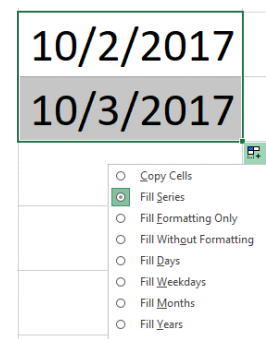 10/2/2017
10/3/2017
Copy Cells
Fill Series
Fill Formatting Only
Fill Without Formatting
Fill Days
Fill Weekdays
Fill Months
Fill Years